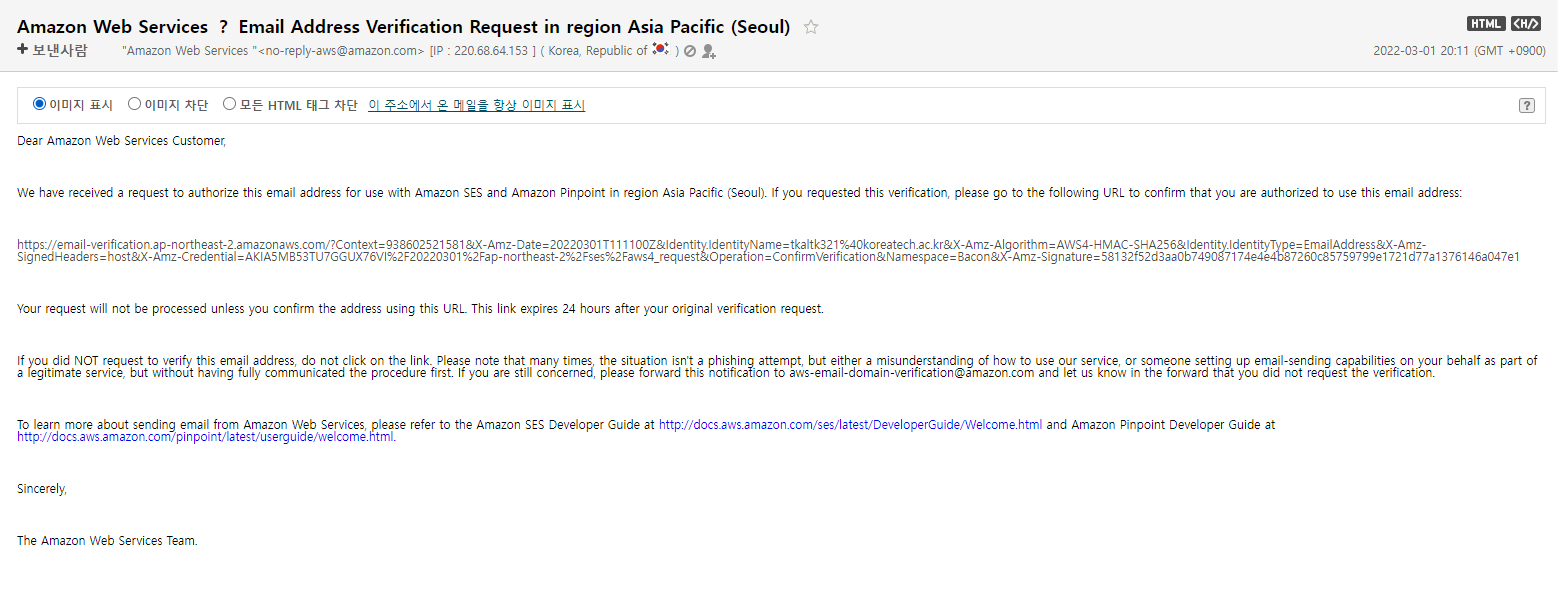 Amazon Web Services ? Email Address Verification Request in region Asia Pacific (Seoul)
HTML <H/>
보낸사람 "Amazon Web Services "<no-reply-aws@amazon.com> [IP : 220.68.64.153 ] ( Korea, Republic of ) 2022-03-01 20:11 (GMT +0900)
이미지 표시 이미지 차단 모든 HTML 태그 차단 이 주소에서 온 메일을 항상 이미지 표시 ?
Dear Amazon Web Services Customer,
We have received a request to authorize this email address for use with Amazon SES and Amazon Pinpoint in region Asia Pacific (Seoul). If you requested this verification, please go to the following URL to confirm that you are authorized to use this email address:
https://email-verification.ap-northeast-2.amazonaws.com/?Context=938602521581&X-Amz-Date=20220301T111100Z&Identity.IdentityName=tkaltk321%40koreatech.ac.kr&X-Amz-Algorithm=AWS4-HMAC-SHA256&Identity.IdentityType=EmailAddress&X-Amz-
SignedHeaders=host&X-Amz-Credential=AKIA5MB53TU7GGUX76VI%2F20220301%2Fap-northeast-2%2Fses%2Faws4_request&Operation=ConfirmVerification&Namespace=Bacon&X-Amz-Signature=58132f52d3aa0b749087174e4e4b87260c85759799e1721d77a1376146a047e1
Your request will not be processed unless you confirm the address using this URL. This link expires 24 hours after your original verification request.
If you did NOT request to verify this email address, do not click on the link. Please note that many times, the situation isn't a phishing attempt, but either a misunderstanding of how to use our service, or someone setting up email-sending capabilities on your behalf as part of
a legitimate service, but without having fully communicated the procedure first. If you are still concerned, please forward this notification to aws-email-domain-verification@amazon.com and let us know in the forward that you did not request the verification.
To learn more about sending email from Amazon Web Services, please refer to the Amazon SES Developer Guide at http://docs.aws.amazon.com/ses/latest/DeveloperGuide/Welcome.html and Amazon Pinpoint Developer Guide at
http://docs.aws.amazon.com/pinpoint/latest/userguide/welcome.html.
Sincerely,
The Amazon Web Services Team.